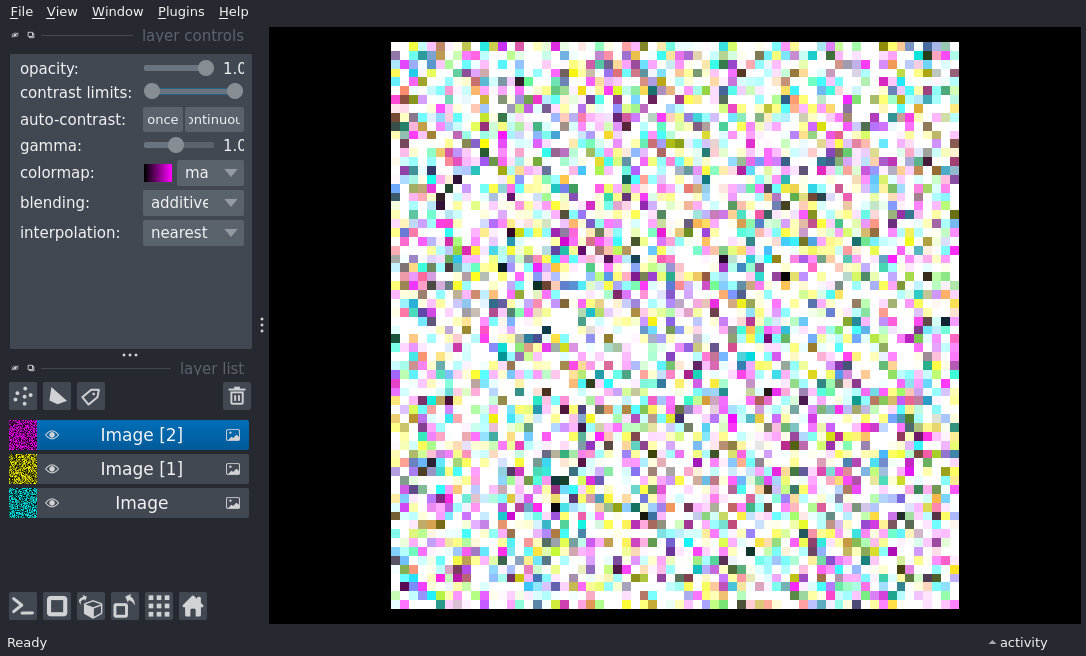 File View Window Plugins Help
layer controls
opacity: 1.0
contrast limits:
auto-contrast: once ontinuou
gamma: 1.0
colormap: ma
blending: additive
interpolation: nearest
layer list
Image [2]
Image [1]
Image
Ready
activity